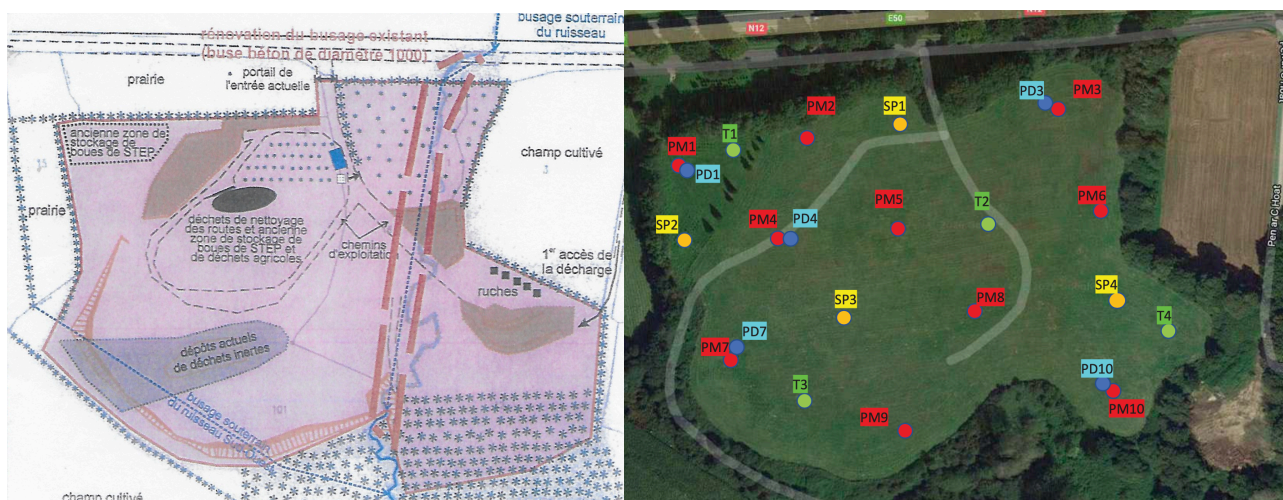 busage souterrain
du ruisseau
rénovation du busage existant
(buse béton de diamètre 1000)
prairie
portail de
l'entrée actuelle
ancienne zone de
stockage de
boues de STEP
champ cultivé
prairie
déchets de nettoyage
des routes et ancienne
zone de stockage de
boues de STEP et
de déchets agricoles
chemins
d'exploitation
1er accès de
la décharge
ruches
dépôts actuels
de déchets inertes
busage souterrain
du ruisseau
101
champ cultivé
N12
E50
N12
PD3
PM3
PM2
SP1
T1
PM1
PD1
PM6
PM5
T2
PM4
PD4
SP2
Pen ar C'Hoat
SP4
PM8
SP3
T4
PD7
PM7
PD10
T3
PM10
PM9